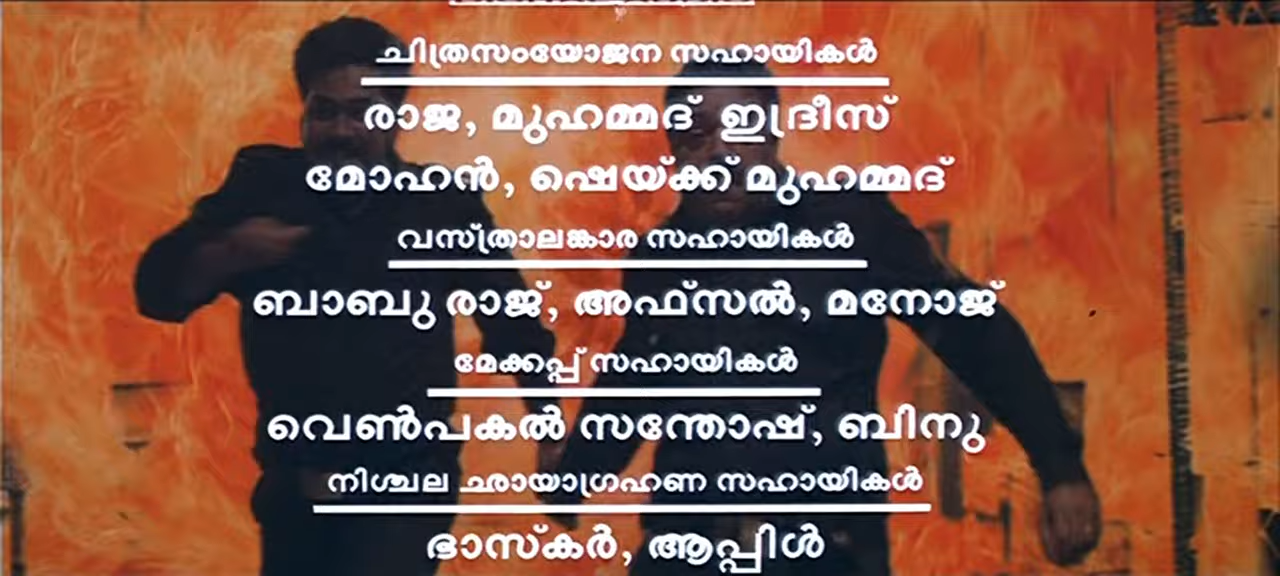 ചിത്രസംയോജന സഹായികൾ
രാജ, മുഹമ്മദ് ഇദ്രീസ്
മോഹൻ, ഷെയ്ക്ക് മുഹമ്മദ്
വസ്ത്രാലങ്കാര സഹായികൾ
ബാബു രാജ്, അഫ്സൽ, മനോജ്
മേക്കപ്പ് സഹായികൾ
വെൺപകൽ സന്തോഷ്, ബിനു
നിശ്ചല ഛായാഗ്രഹണ സഹായികൾ
ഭാസ്കർ, ആപ്പിൾ